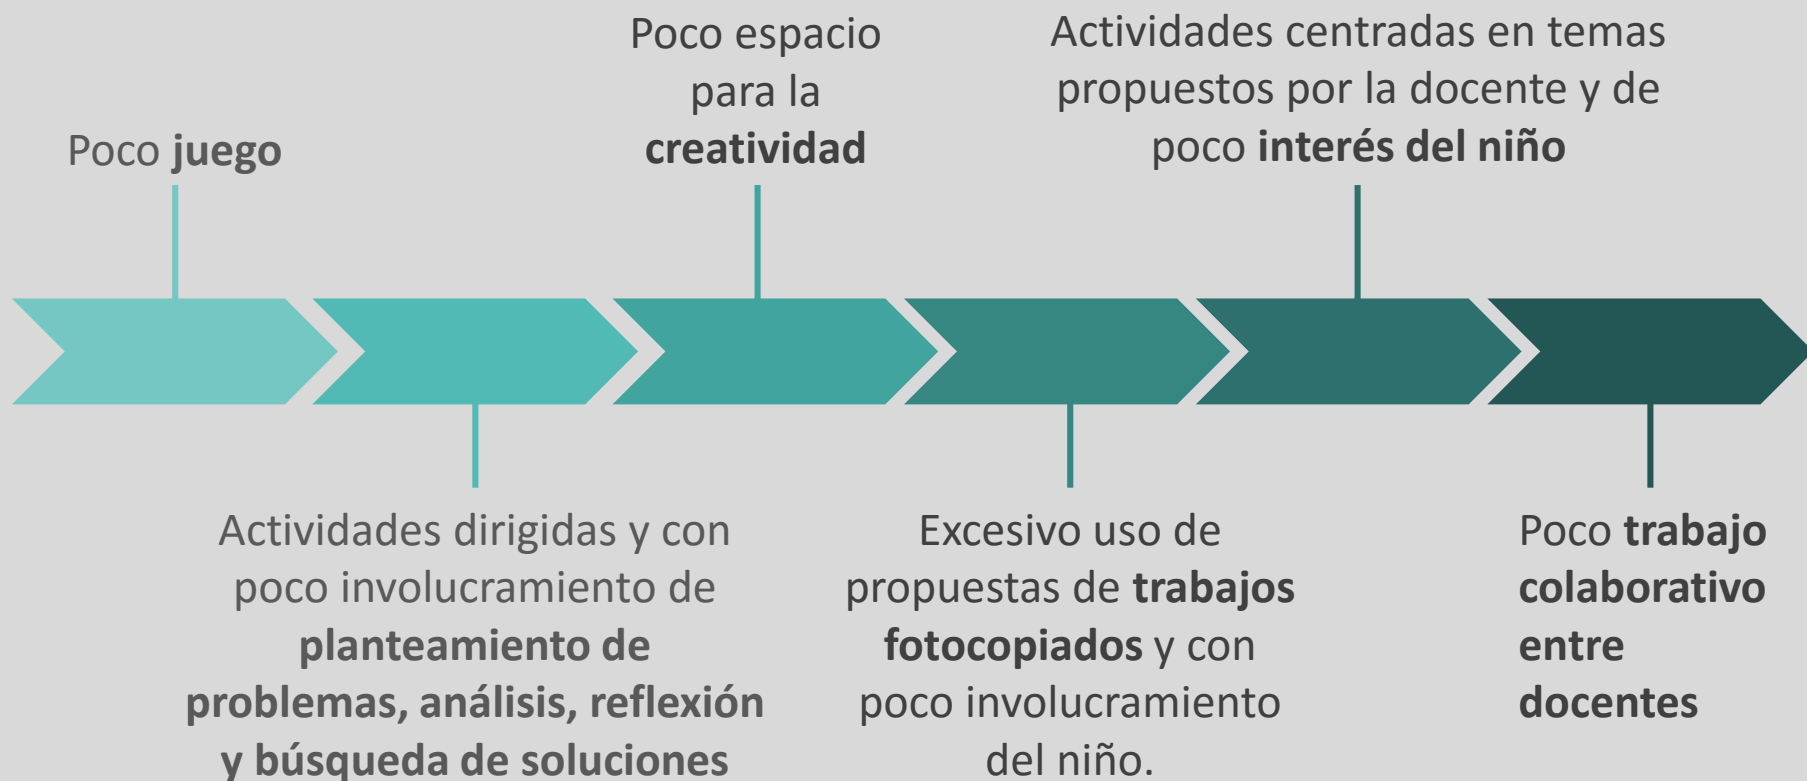 Poco juego
Actividades dirigidas y con
poco involucramiento de
planteamiento de
problemas, análisis, reflexión
y búsqueda de soluciones
Poco espacio
para la
creatividad
Excesivo uso de
propuestas de trabajos
fotocopiados y con
poco involucramiento
del niño.
Actividades centradas en temas
propuestos por la docente y de
poco interés del niño
Poco trabajo
colaborativo
entre
docentes